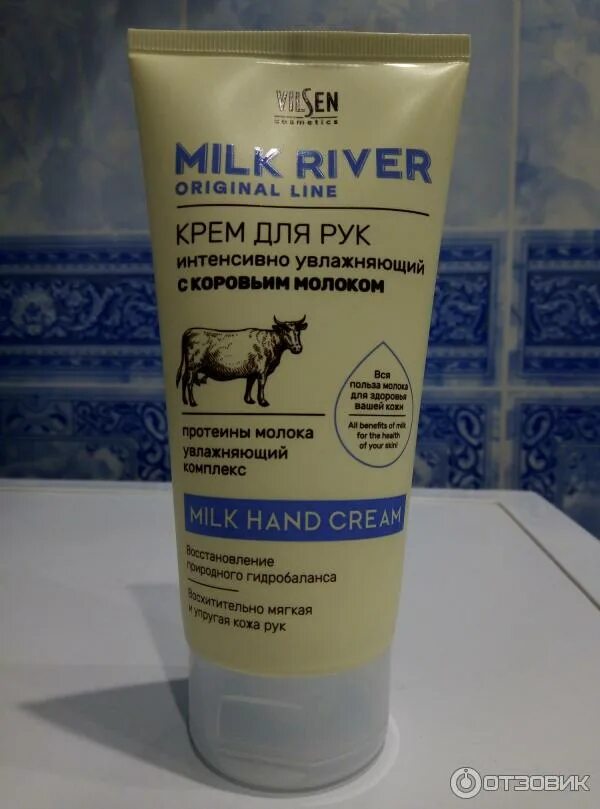 VILSEN
cosmetics
MILK RIVER
ORIGINAL LINE
КРЕМ ДЛЯ РУК
интенсивно увлажняющий
С КОРОВЬИМ МОЛОКОМ
Вся
польза молока
для здоровья
вашей кожи
All benefits of milk
for the health
of your skin!
протеины молока
увлажняющий
комплекс
MILK HAND CREAM
Восстановление
природного гидробаланса
Восхитительно мягкая
и упругая кожа рук
ОТЗОВИК